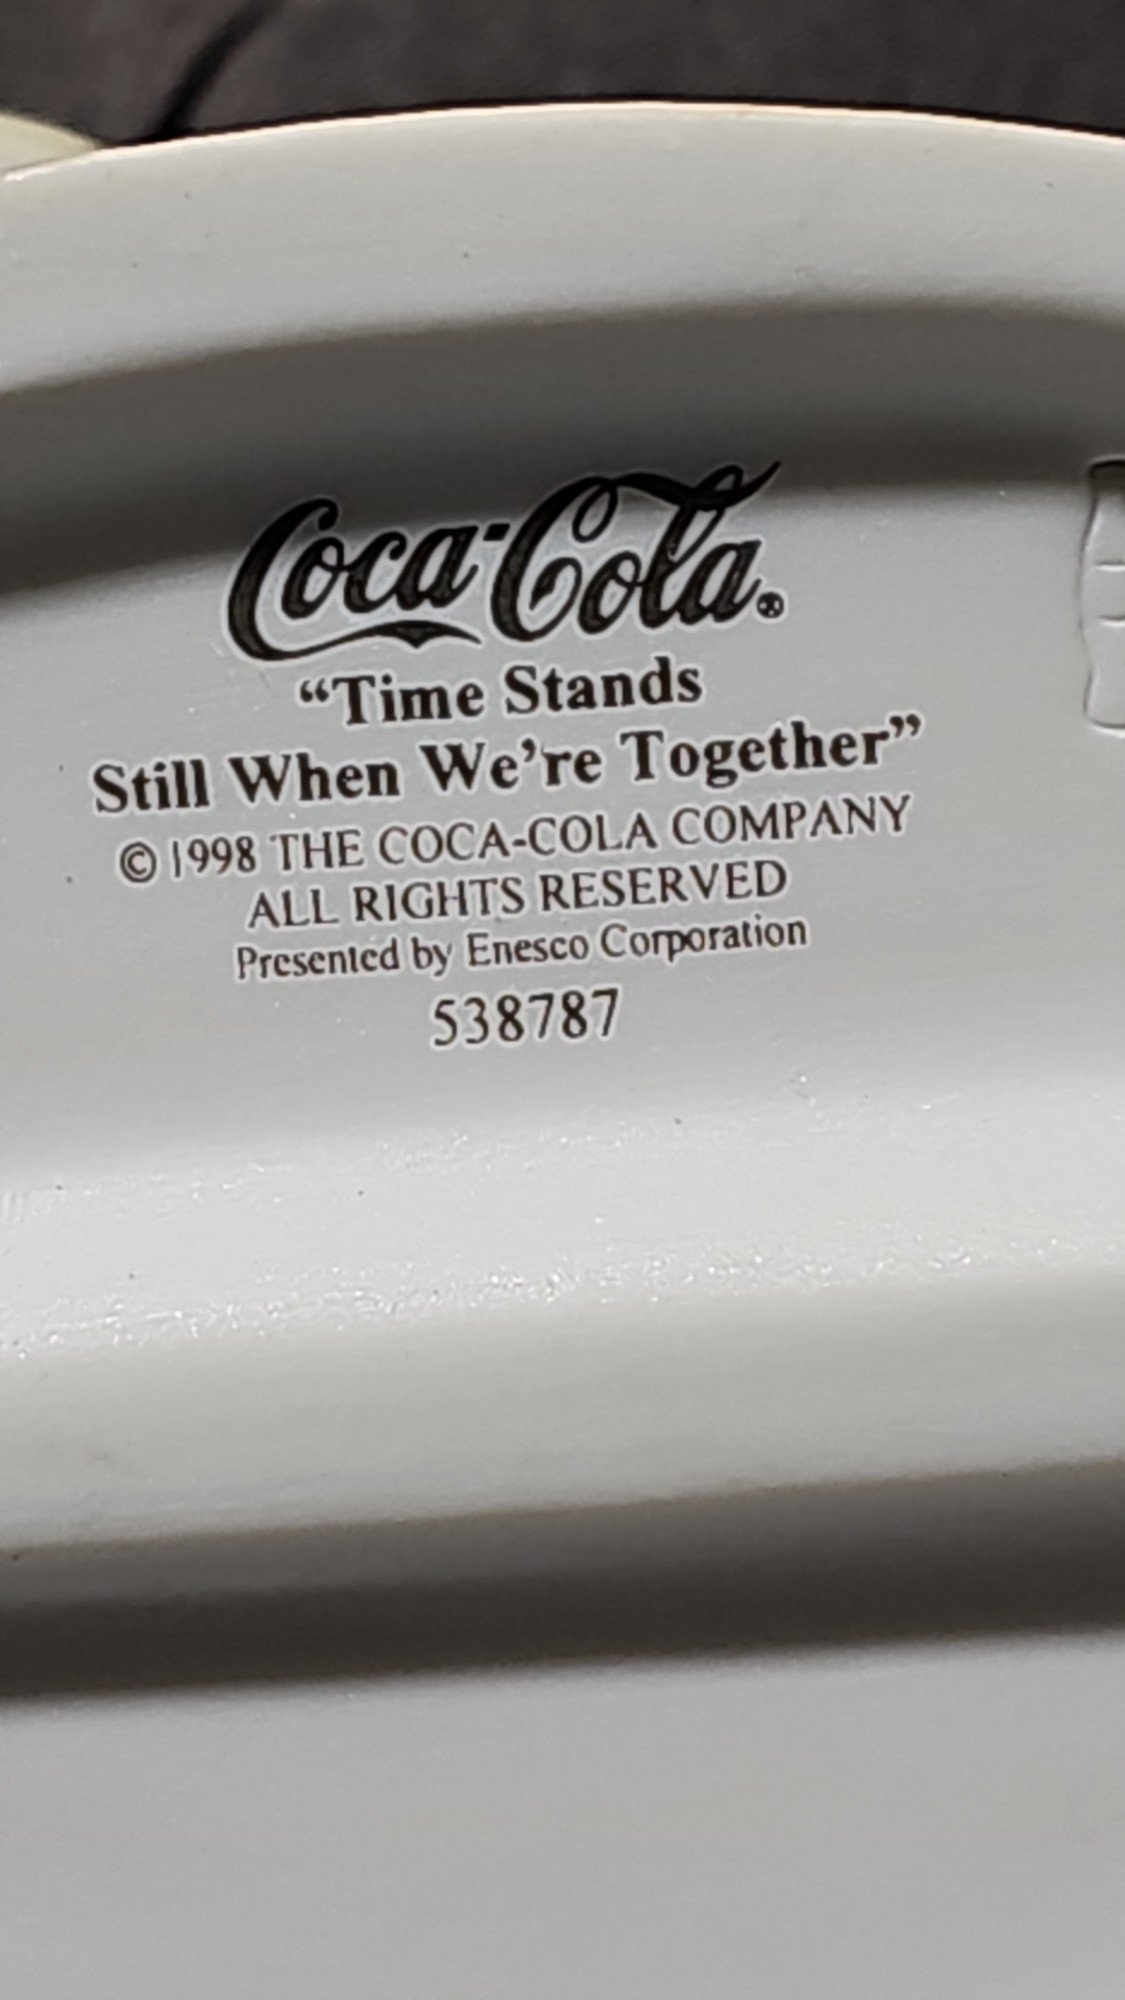 Coca-Cola®
“Time Stands
Still When We’re Together”
© 1998 THE COCA-COLA COMPANY
ALL RIGHTS RESERVED
Presented by Enesco Corporation
538787